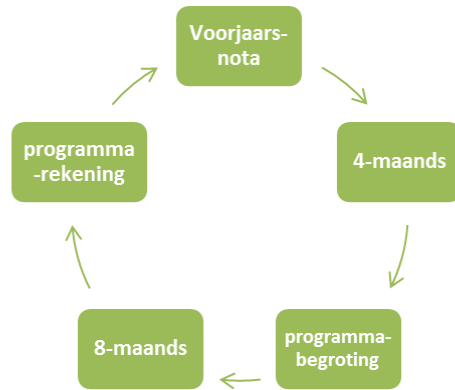 Voorjaars-
nota
4-maands
programma-
begroting
8-maands
programma
-rekening